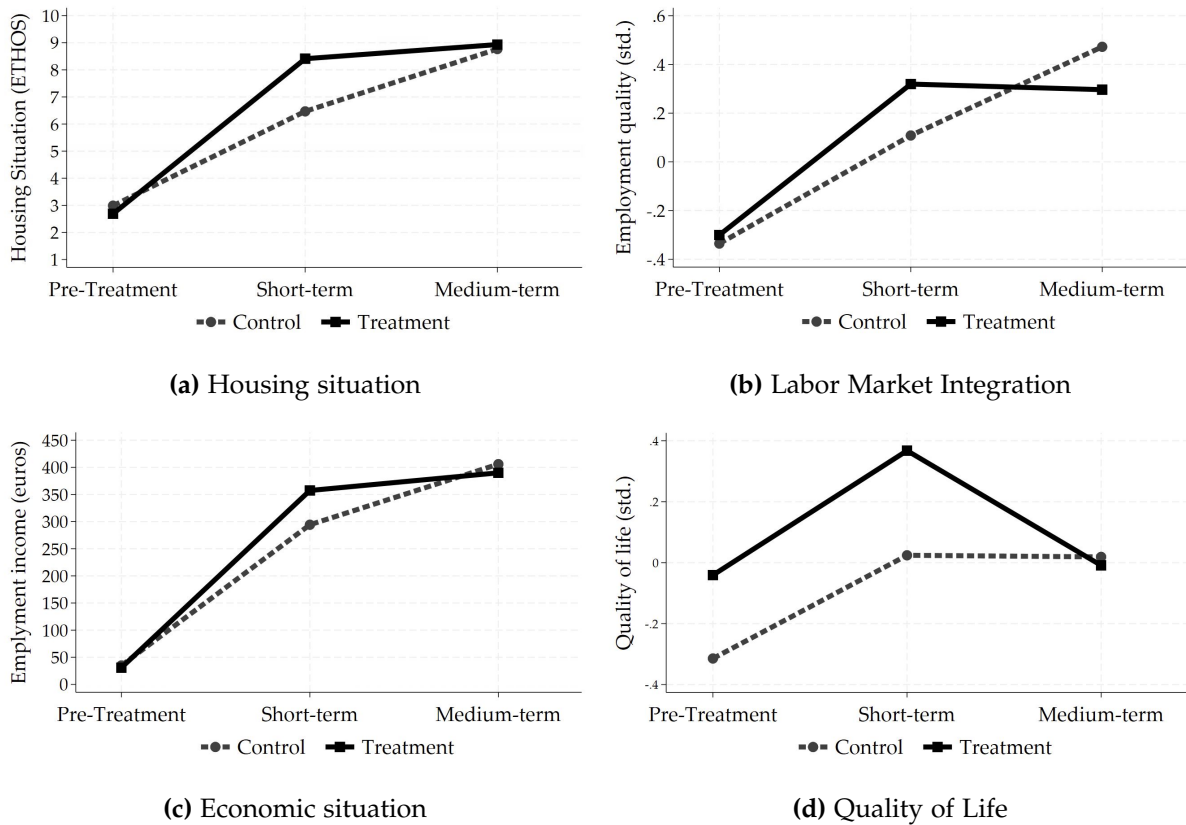 Housing Situation (ETHOS)
10
9
8
7
6
5
4
3
2
1
Pre-Treatment Short-term Medium-term
Control Treatment
(a) Housing situation
Employment quality (std.)
.6
.4
.2
0
-.2
-.4
Pre-Treatment Short-term Medium-term
Control Treatment
(b) Labor Market Integration
Emplyment income (euros)
450
400
350
300
250
200
150
100
50
0
Pre-Treatment Short-term Medium-term
Control Treatment
(c) Economic situation
Quality of life (std.)
.4
.2
0
-.2
-.4
Pre-Treatment Short-term Medium-term
Control Treatment
(d) Quality of Life